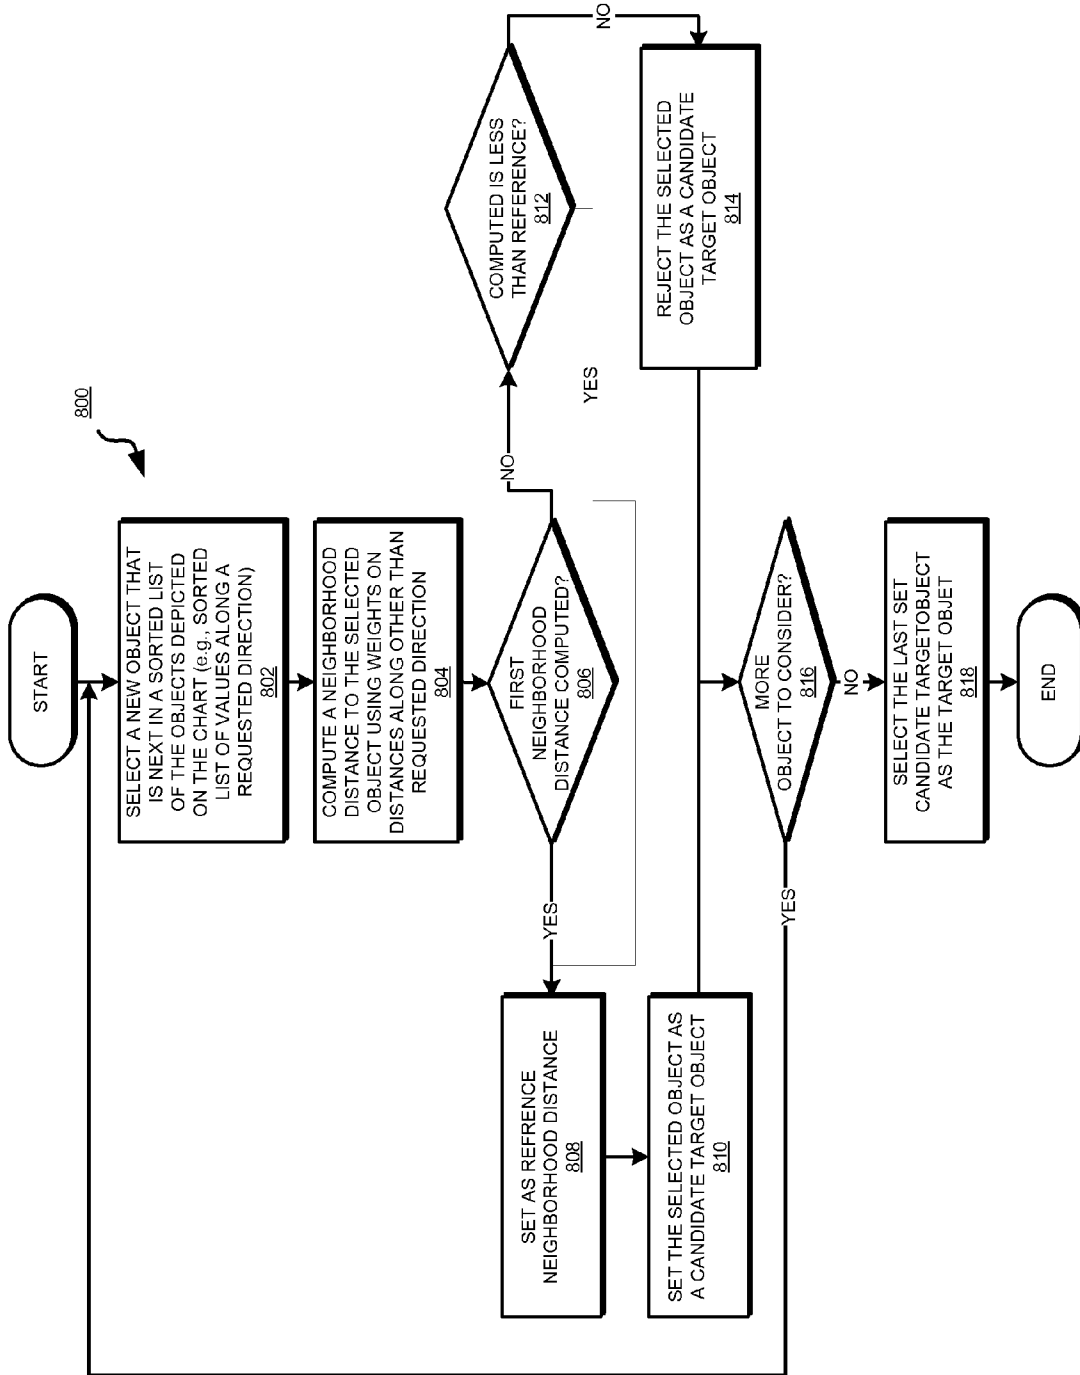 800
START
SELECT A NEW OBJECT THAT
IS NEXT IN A SORTED LIST
OF THE OBJECTS DEPICTED
ON THE CHART (e.g., SORTED
LIST OF VALUES ALONG A
REQUESTED DIRECTION)
802
COMPUTE A NEIGHBORHOOD
DISTANCE TO THE SELECTED
OBJECT USING WEIGHTS ON
DISTANCES ALONG OTHER THAN
REQUESTED DIRECTION
804
FIRST
NEIGHBORHOOD
DISTANCE COMPUTED?
806
YES
NO
SET AS REFRENCE
NEIGHBORHOOD DISTANCE
808
COMPUTED IS LESS
THAN REFERENCE?
812
YES
NO
SET THE SELECTED OBJECT AS
A CANDIDATE TARGET OBJECT
810
REJECT THE SELECTED
OBJECT AS A CANDIDATE
TARGET OBJECT
814
MORE
OBJECT TO CONSIDER?
816
YES
NO
SELECT THE LAST SET
CANDIDATE TARGETOBJECT
AS THE TARGET OBJET
818
END